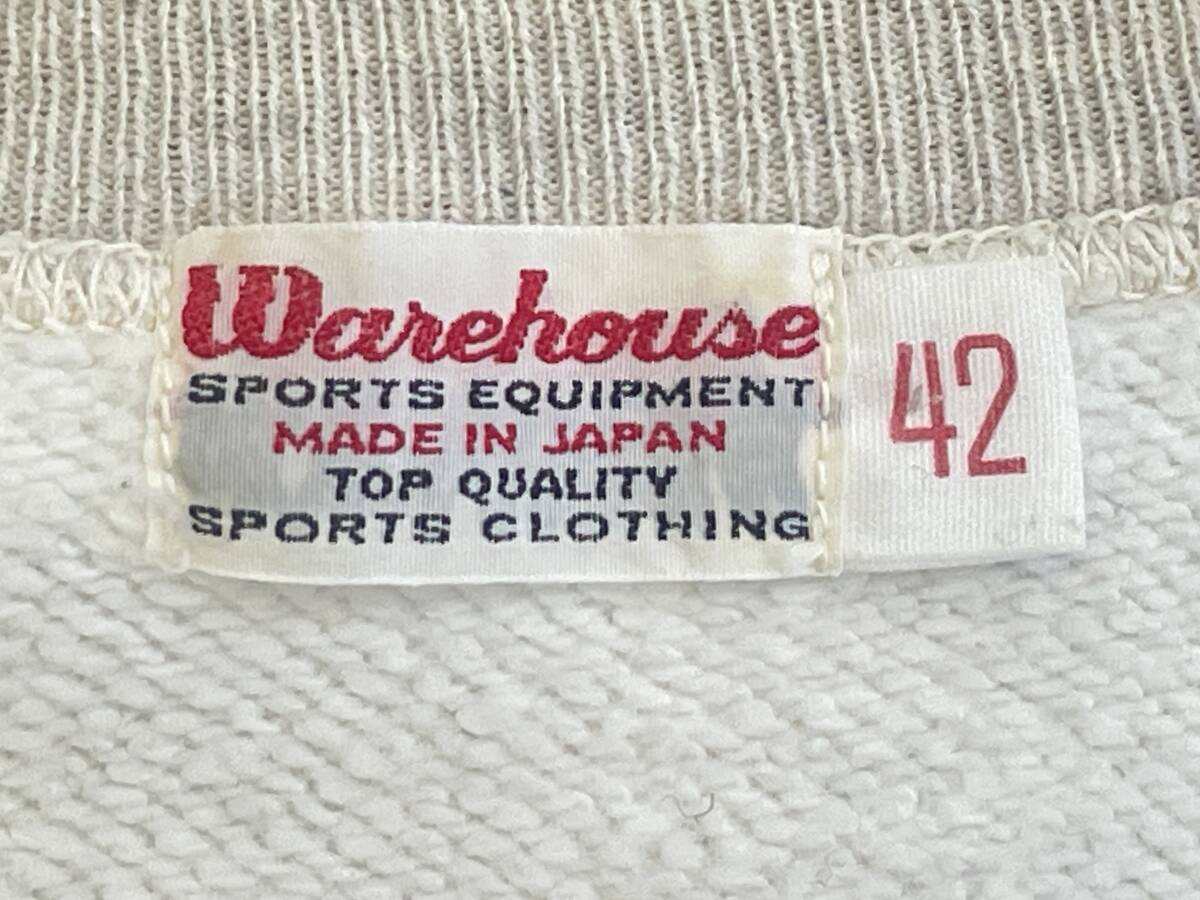 Warehouse
SPORTS EQUIPMENT
MADE IN JAPAN
TOP QUALITY
SPORTS CLOTHING
42